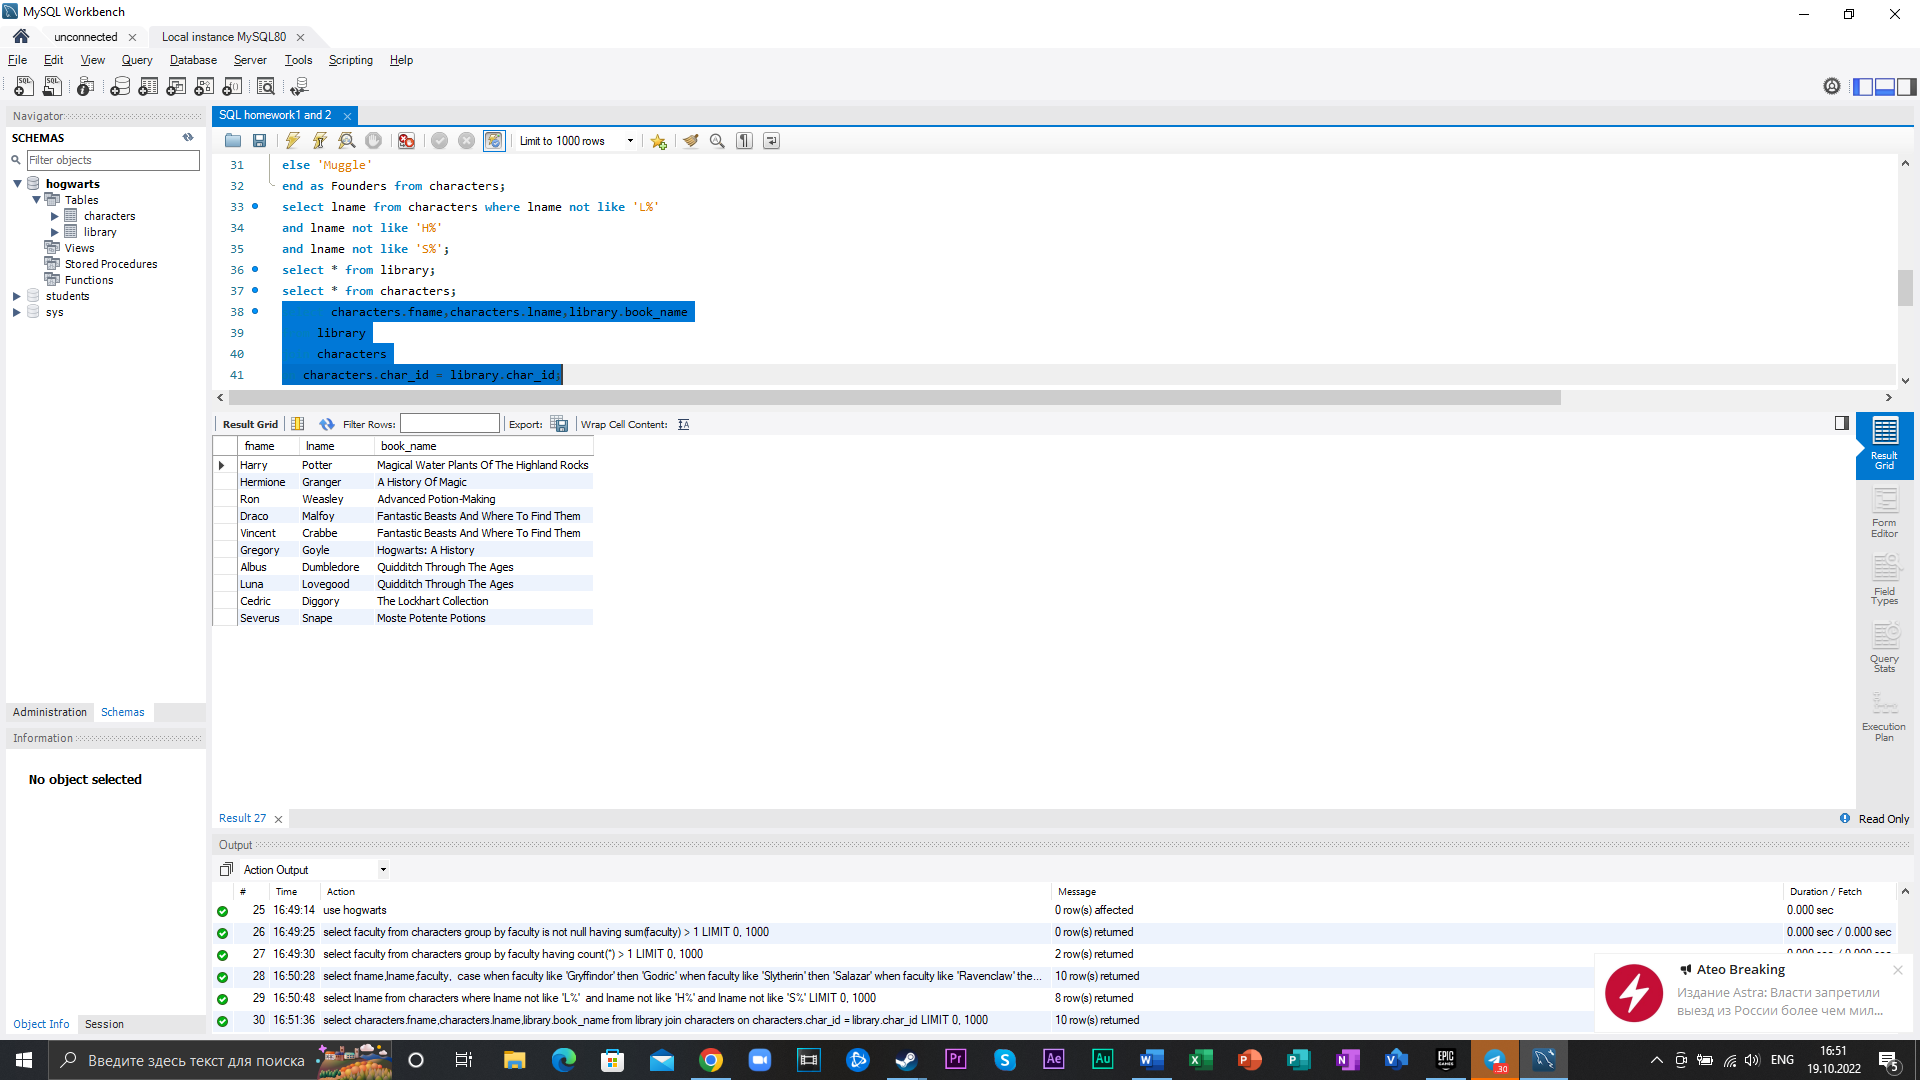 MySQL Workbench
unconnected
Local instance MySQL80
File Edit View Query Database Server Tools Scripting Help
Navigator
SCHEMAS
Filter objects
hogwarts
Tables
characters
library
Views
Stored Procedures
Functions
students
sys
Administration Schemas
Information
No object selected
Object Info Session
SQL homework1 and 2
Limit to 1000 rows
31 else 'Muggle'
32 end as Founders from characters;
33 select lname from characters where lname not like 'L%'
34 and lname not like 'H%'
35 and lname not like 'S%';
36 select * from library;
37 select * from characters;
38 characters.fname,characters.lname,library.book_name
39 library
40 characters
41 characters.char_id = library.char_id;
Result Grid Filter Rows: Export: Wrap Cell Content:
fname lname book_name
Harry Potter Magical Water Plants Of The Highland Rocks
Hermione Granger A History Of Magic
Ron Weasley Advanced Potion-Making
Draco Malfoy Fantastic Beasts And Where To Find Them
Vincent Crabbe Fantastic Beasts And Where To Find Them
Gregory Goyle Hogwarts: A History
Albus Dumbledore Quidditch Through The Ages
Luna Lovegood Quidditch Through The Ages
Cedric Diggory The Lockhart Collection
Severus Snape Moste Potente Potions
Result
Grid
Form
Editor
Field
Types
Query
Stats
Execution
Plan
Result 27
Read Only
Output
Action Output
# Time Action Message Duration / Fetch
25 16:49:14 use hogwarts 0 row(s) affected 0.000 sec
26 16:49:25 select faculty from characters group by faculty is not null having sum(faculty) > 1 LIMIT 0, 1000 0 row(s) returned 0.000 sec / 0.000 sec
27 16:49:30 select faculty from characters group by faculty having count(*) > 1 LIMIT 0, 1000 2 row(s) returned 0.000 sec / 0.000 sec
28 16:50:28 select fname,lname,faculty, case when faculty like 'Gryffindor' then 'Godric' when faculty like 'Slytherin' then 'Salazar' when faculty like 'Ravenclaw' the... 10 row(s) returned
29 16:50:48 select lname from characters where lname not like 'L%' and lname not like 'H%' and lname not like 'S%' LIMIT 0, 1000 8 row(s) returned
30 16:51:36 select characters.fname,characters.lname,library.book_name from library join characters on characters.char_id = library.char_id LIMIT 0, 1000 10 row(s) returned
Ateo Breaking
Издание Astra: Власти запретили
выезд из России более чем мил...
Введите здесь текст для поиска
ENG
16:51
19.10.2022
5